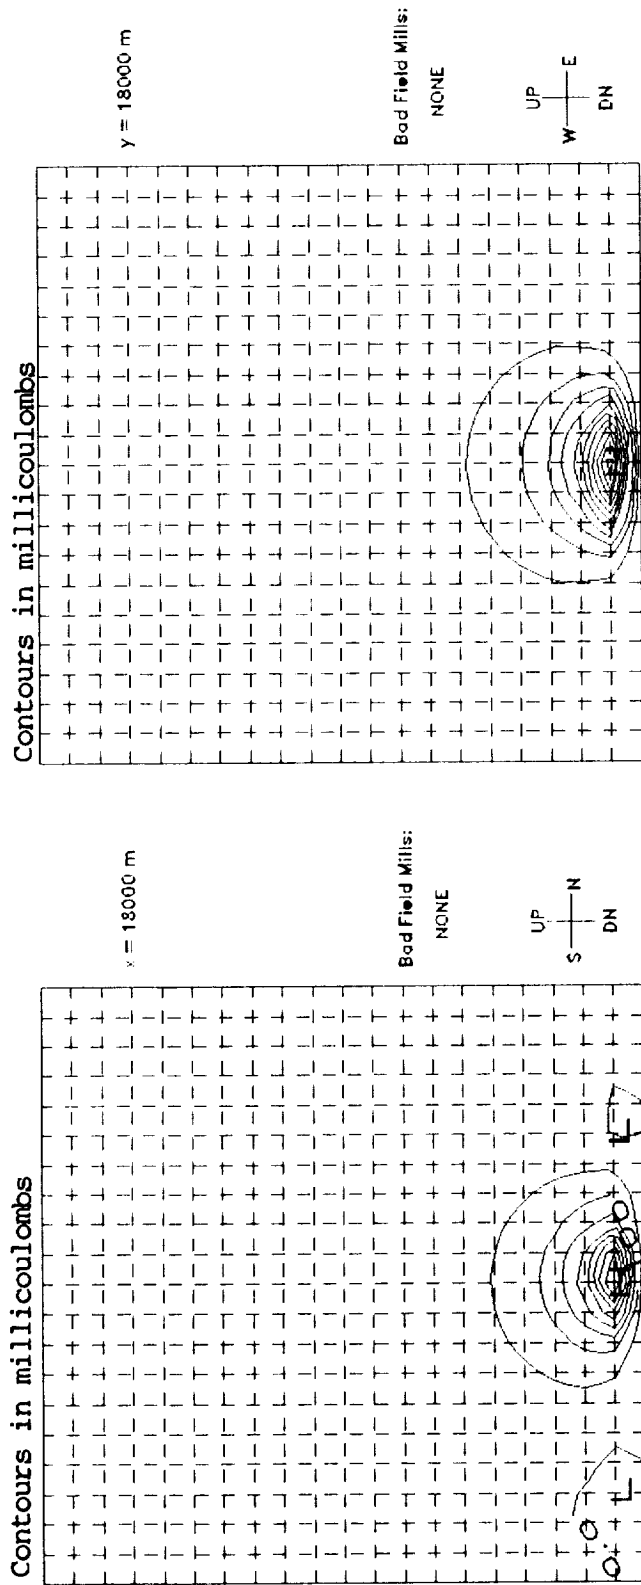 Contours in millicoulombs
x = 18000 m
Bad Field Mills:
NONE
UP
S N
DN
L
L
Contours in millicoulombs
y = 18000 m
Bad Field Mills:
NONE
UP
W E
DN